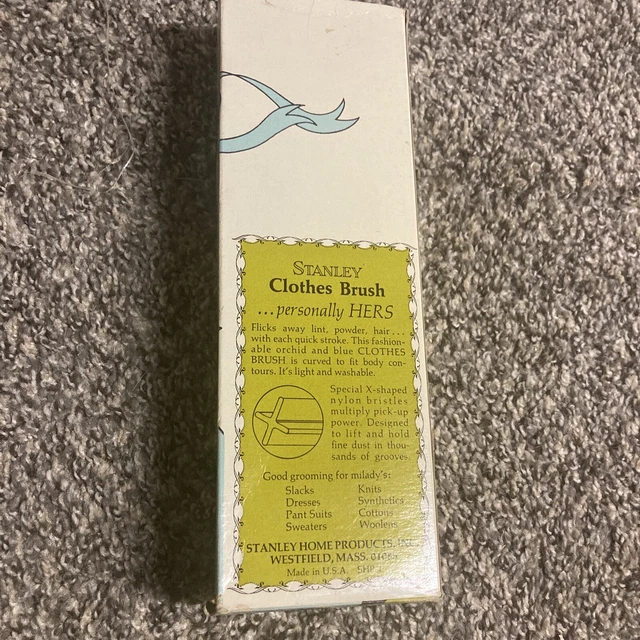 STANLEY
Clothes Brush
...personally HERS
Flicks away lint, powder, hair...
with each quick stroke. This fashion-
able orchid and blue CLOTHES
BRUSH is curved to fit body con-
tours. It's light and washable.
Special X-shaped
nylon bristles
multiply pick-up
power. Designed
to lift and hold
fine dust in thou-
sands of grooves.
Good grooming for milady's:
Slacks Knits
Dresses Synthetics
Pant Suits Cottons
Sweaters Woolens
STANLEY HOME PRODUCTS, INC.
WESTFIELD, MASS.
Made in U.S.A.